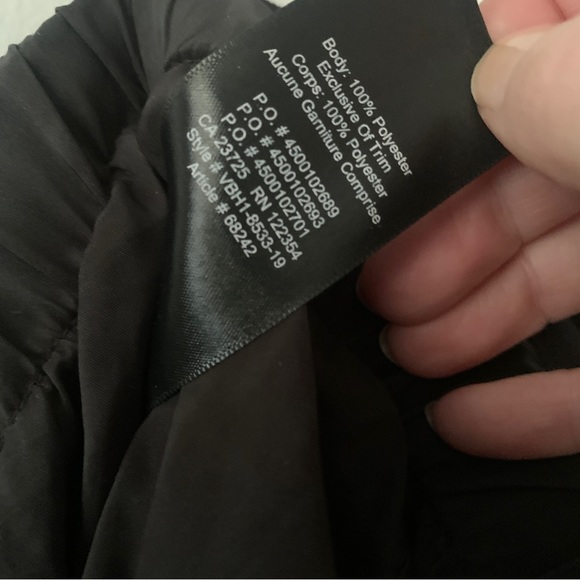 Body: 100% Polyester
Exclusive Of Trim
Corps: 100% Polyester
Aucune Garniture Comprise
P.O. # 4500102689
P.O. # 4500102693
P.O. # 4500102701
CA 23725 RN 122354
Style # VBH1-8533-19
Article # 68242